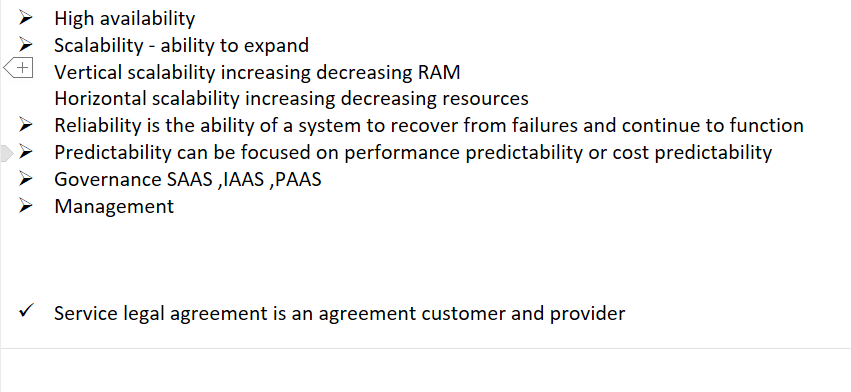 High availability
Scalability - ability to expand
Vertical scalability increasing decreasing RAM
Horizontal scalability increasing decreasing resources
Reliability is the ability of a system to recover from failures and continue to function
Predictability can be focused on performance predictability or cost predictability
Governance SAAS ,IAAS ,PAAS
Management
Service legal agreement is an agreement customer and provider